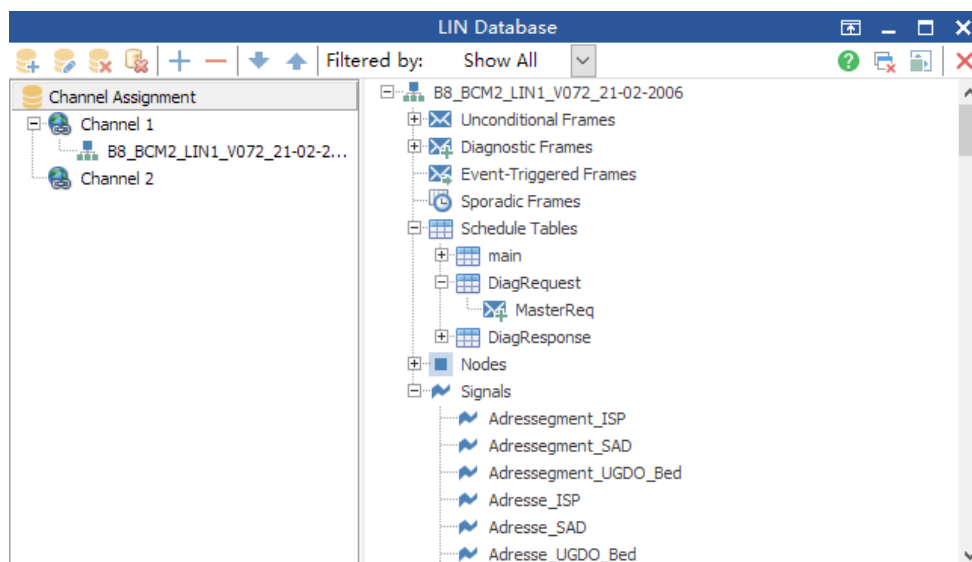 LIN Database
Filtered by: Show All
Channel Assignment
Channel 1
B8_BCM2_LIN1_V072_21-02-2...
Channel 2
B8_BCM2_LIN1_V072_21-02-2006
Unconditional Frames
Diagnostic Frames
Event-Triggered Frames
Sporadic Frames
Schedule Tables
main
DiagRequest
MasterReq
DiagResponse
Nodes
Signals
Adressegment_ISP
Adressegment_SAD
Adressegment_UGDO_Bed
Adresse_ISP
Adresse_SAD
Adresse_UGDO_Bed